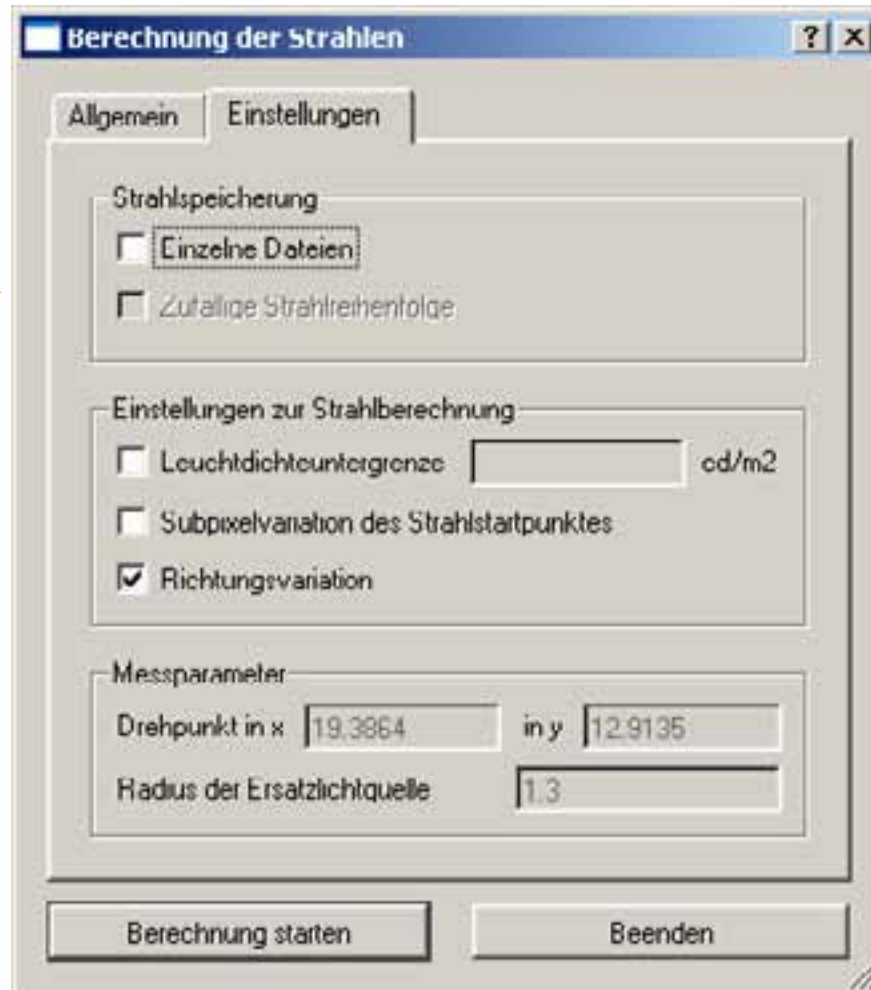 Berechnung der Strahlen
Allgemein Einstellungen
Strahlspeicherung
Einzelne Dateien
Zufällige Strahlreihenfolge
Einstellungen zur Strahlberechnung
Leuchtdichteuntergrenze cd/m2
Subpixelvariation des Strahlstartpunktes
Richtungsvariation
Messparameter
Drehpunkt in x 19.3864 in y 12.9135
Radius der Ersatzlichtquelle 1.3
Berechnung starten Beenden